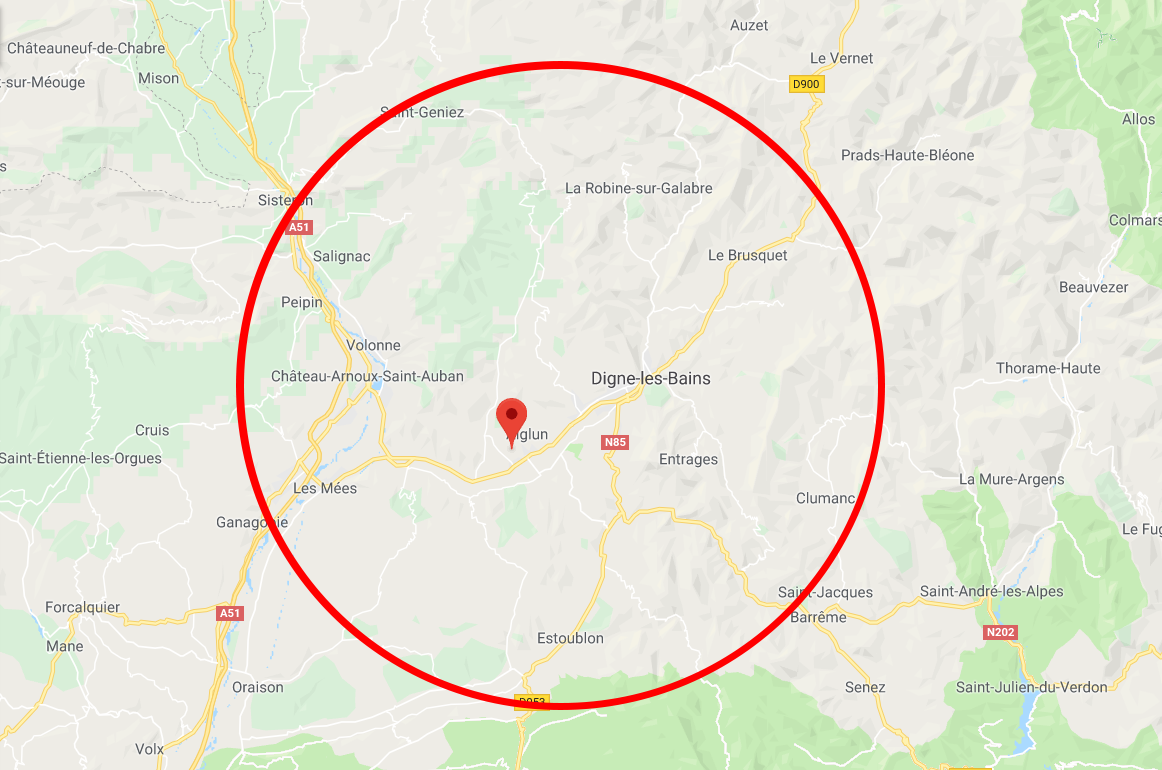 Auzet
Châteauneuf-de-Chabre
Le Vernet
Mison
-sur-Méouge
D900
Saint-Geniez
Allos
Prads-Haute-Bléone
s
La Robine-sur-Galabre
Sisteron
Colmars
A51
Salignac
Le Brusquet
Beauvezer
Peipin
Volonne
Thorame-Haute
Château-Arnoux-Saint-Auban
Digne-les-Bains
Cruis
Aiglun
N85
Saint-Étienne-les-Orgues
Entrages
La Mure-Argens
Les Mées
Clumanc
Ganagobie
Le Fug
Saint-Jacques
Saint-André-les-Alpes
Forcalquier
A51
Barrême
N202
Estoublon
Mane
Oraison
Senez
Saint-Julien-du-Verdon
D953
Volx